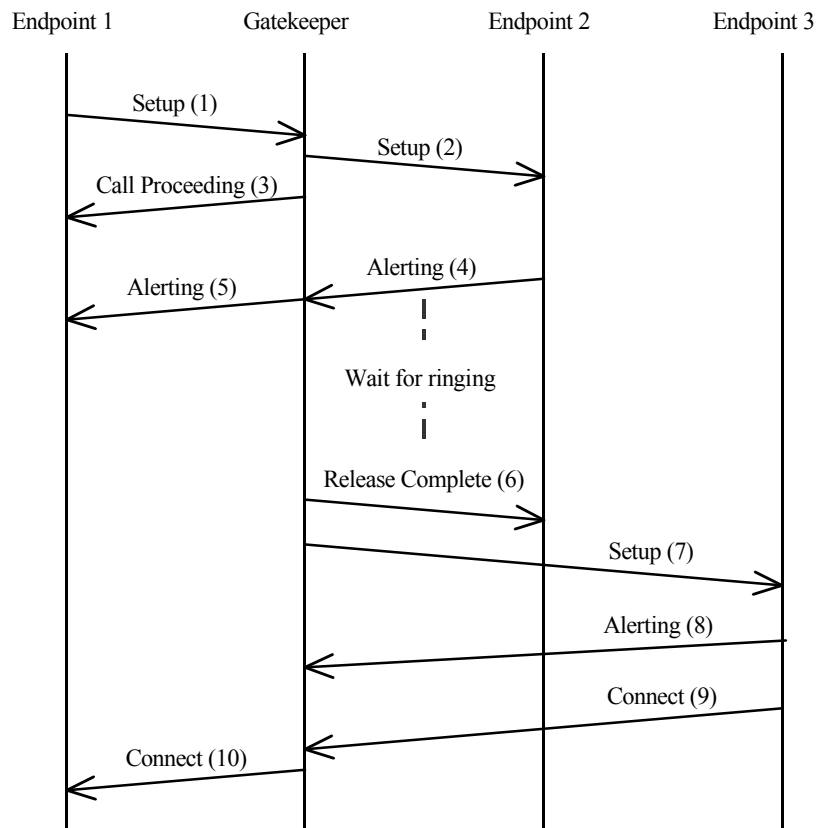 Endpoint 1
Gatekeeper
Endpoint 2
Endpoint 3
Setup (1)
Setup (2)
Call Proceeding (3)
Alerting (4)
Alerting (5)
Wait for ringing
Release Complete (6)
Setup (7)
Alerting (8)
Connect (9)
Connect (10)